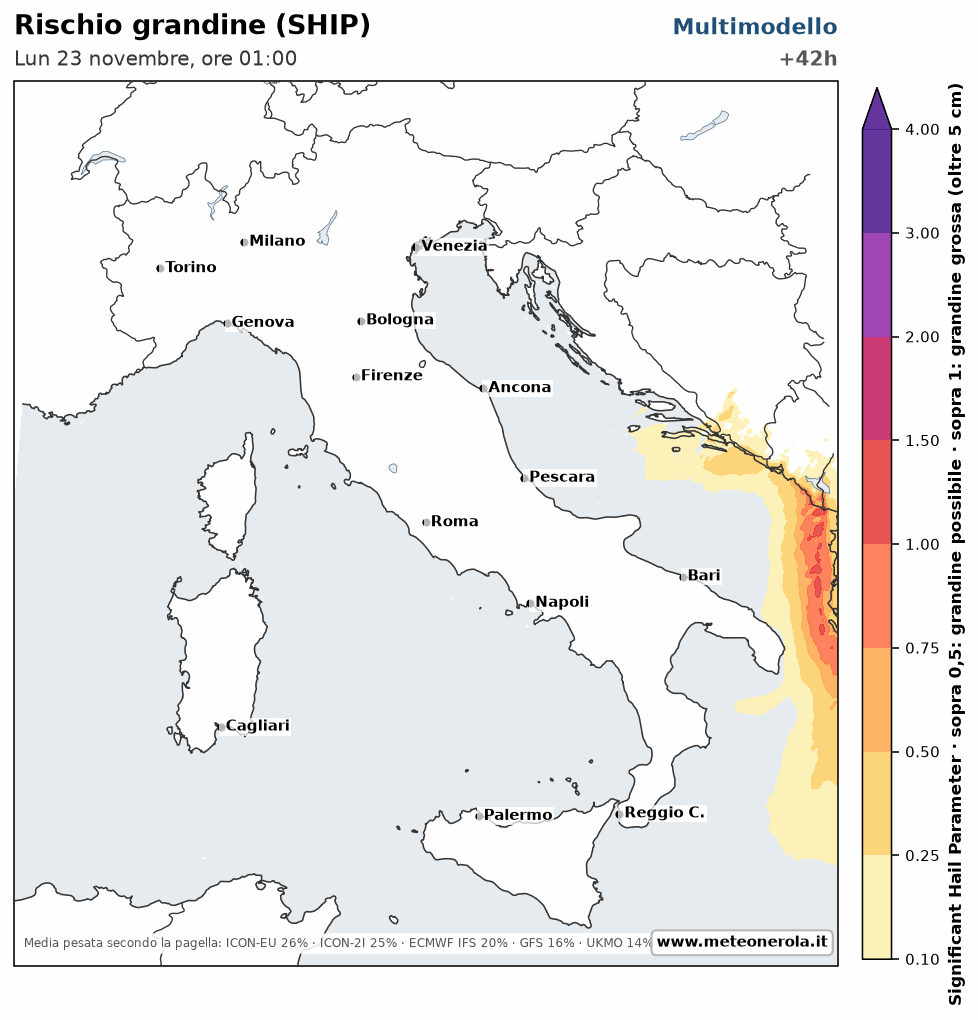 Rischio grandine (SHIP)
Multimodello
Lun 23 novembre, ore 01:00
+42h
Milano
Venezia
Torino
Genova
Bologna
Firenze
Ancona
Pescara
Roma
Bari
Napoli
Cagliari
Palermo
Reggio C.
Media pesata secondo la pagella: ICON-EU 26% · ICON-2I 25% · ECMWF IFS 20% · GFS 16% · UKMO 14%
www.meteonerola.it
4.00
3.00
2.00
1.50
1.00
0.75
0.50
0.25
0.10
Significant Hail Parameter · sopra 0,5: grandine possibile · sopra 1: grandine grossa (oltre 5 cm)